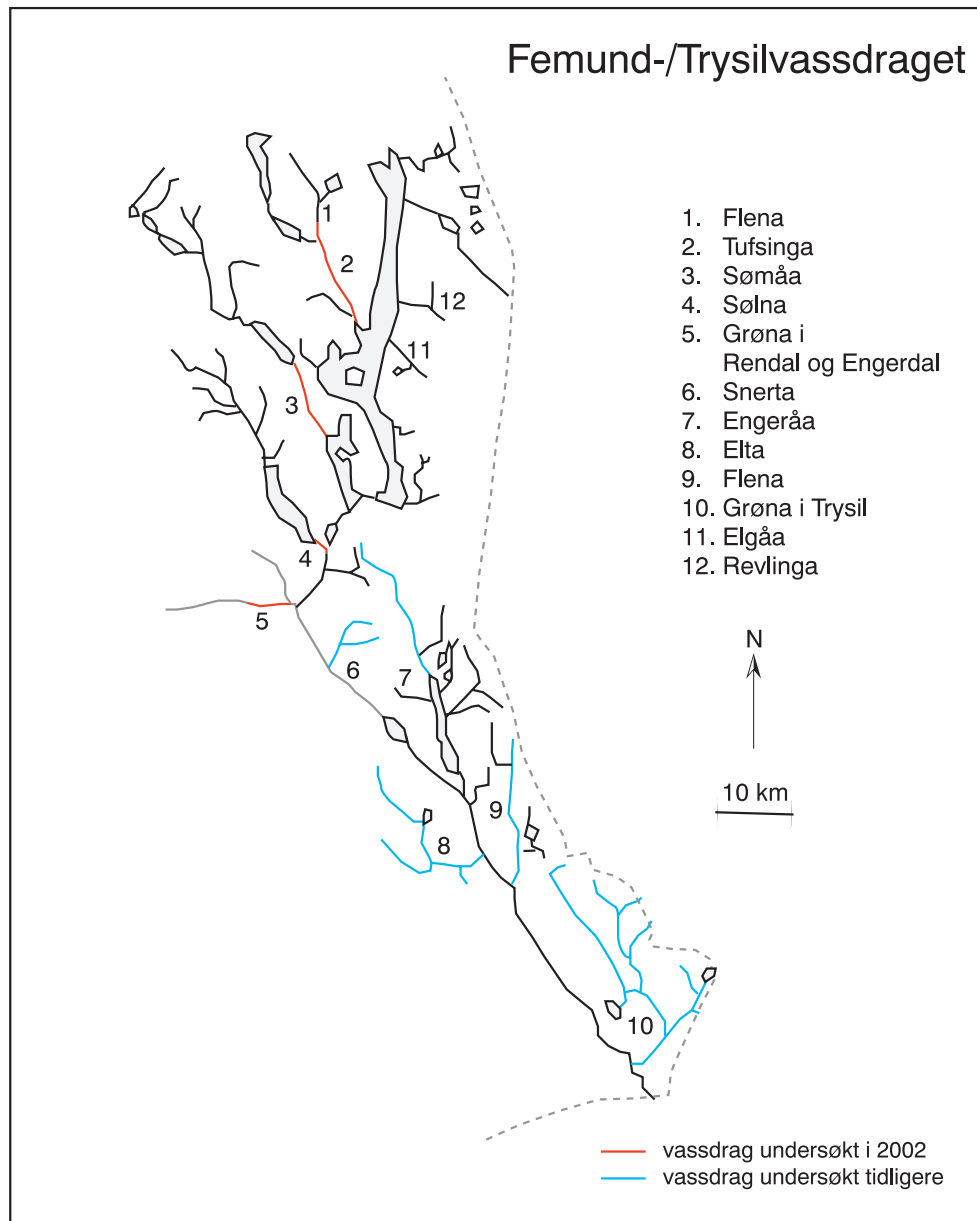 Femund-/Trysilvassdraget
1. Flena
2. Tufsinga
3. Sømåa
4. Sølna
5. Grøna i
Rendal og Engerdal
6. Snerta
7. Engeråa
8. Elta
9. Flena
10. Grøna i Trysil
11. Elgåa
12. Revlinga
1
2
12
11
3
4
5
6
7
9
8
10
N
10 km
vassdrag undersøkt i 2002
vassdrag undersøkt tidligere